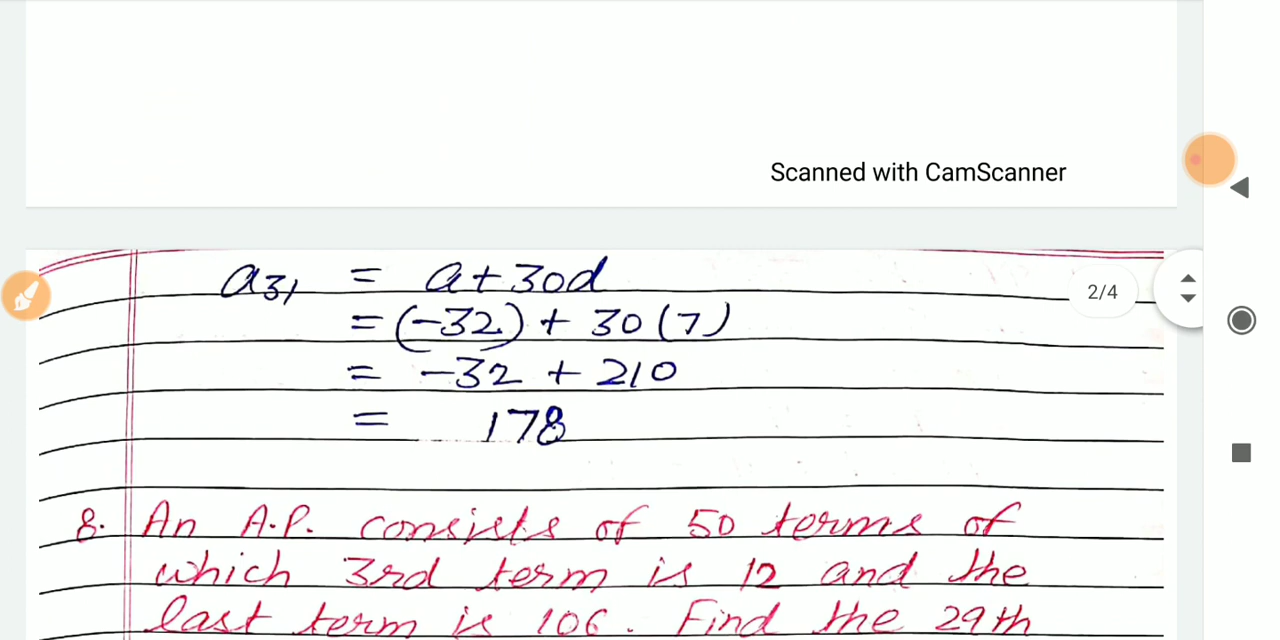 Scanned with CamScanner
a31 = a+30d
2/4
= (-32) + 30(7)
= -32 + 210
= 178
8. An A.P. consists of 50 terms of
which 3rd term is 12 and the
last term is 106. Find the 29th